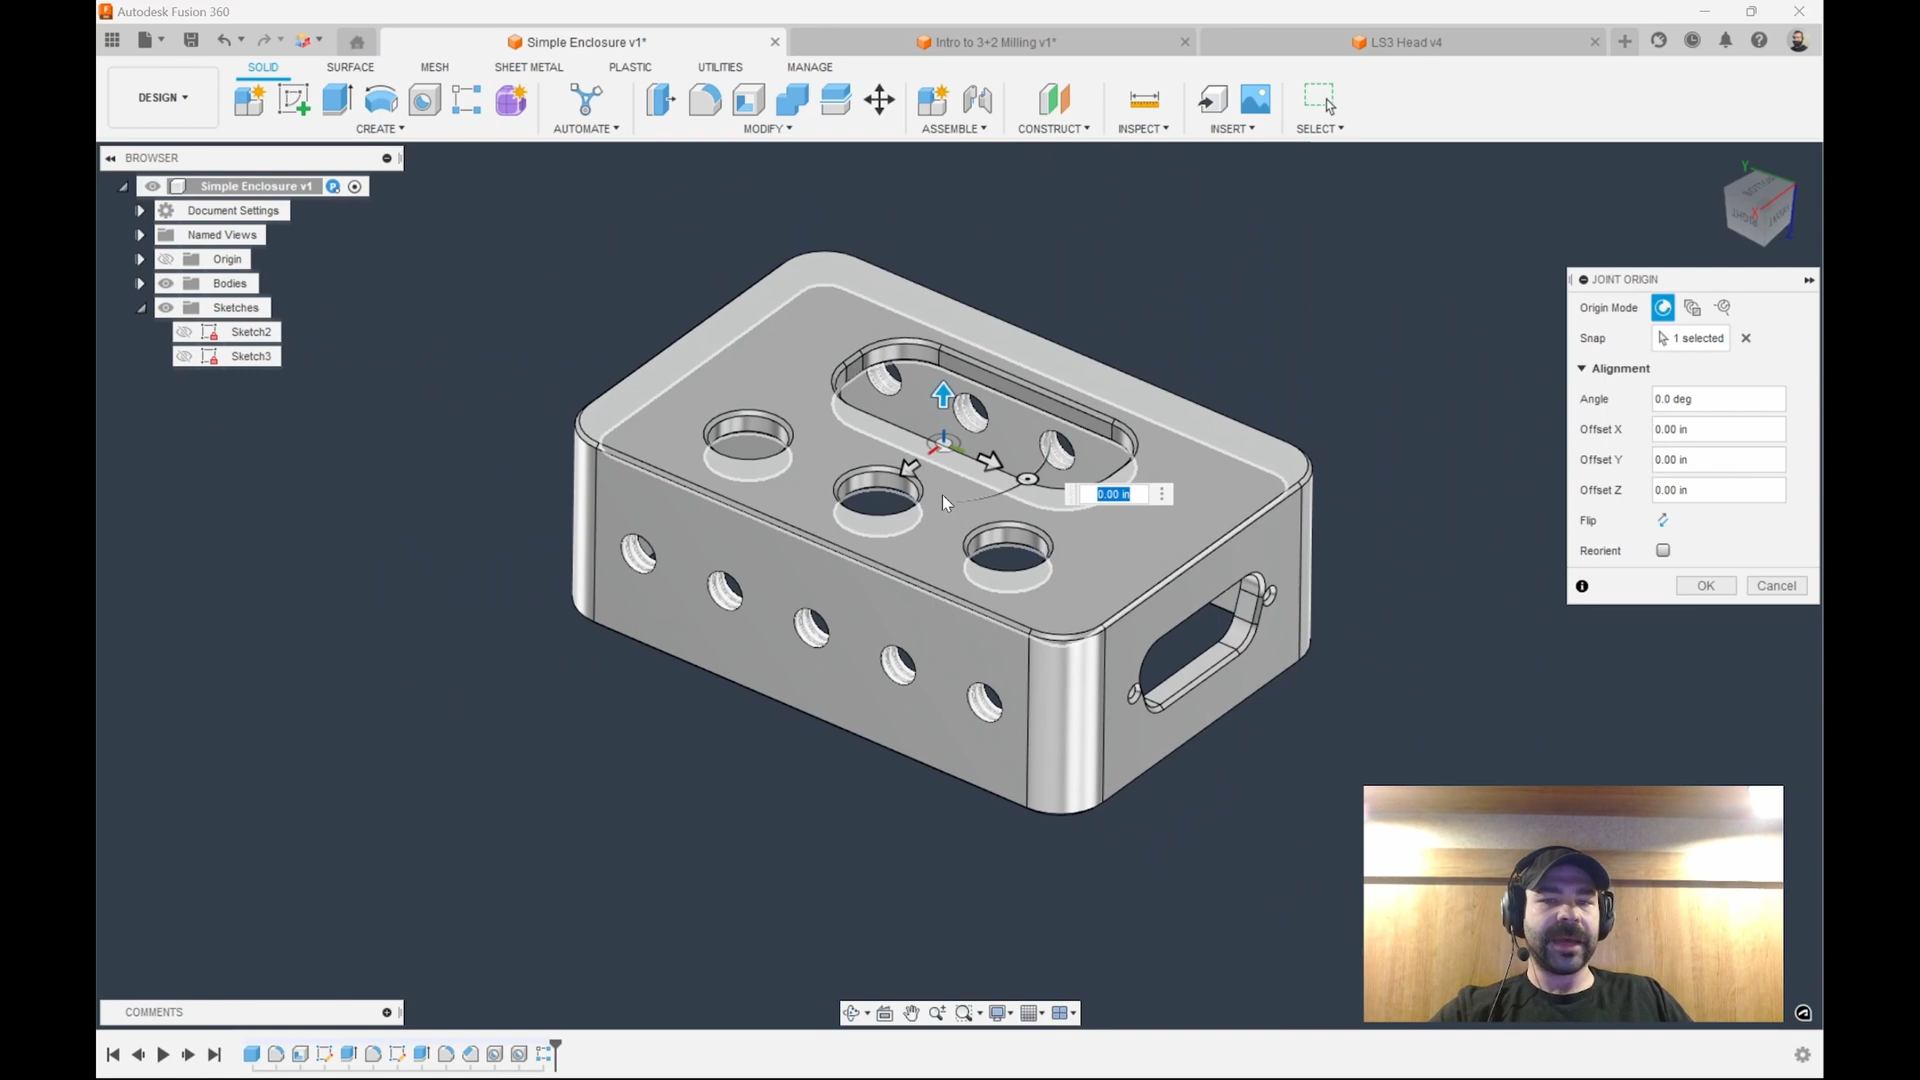 Autodesk Fusion 360
Simple Enclosure v1*
Intro to 3+2 Milling v1*
LS3 Head v4
DESIGN
SOLID
SURFACE
MESH
SHEET METAL
PLASTIC
UTILITIES
MANAGE
CREATE
AUTOMATE
MODIFY
ASSEMBLE
CONSTRUCT
INSPECT
INSERT
SELECT
BROWSER
Simple Enclosure v1
Document Settings
Named Views
Origin
Bodies
Sketches
Sketch2
Sketch3
Y
X
Z
RIGHT
JOINT ORIGIN
Origin Mode
Snap
1 selected
Alignment
Angle
0.0 deg
Offset X
0.00 in
Offset Y
0.00 in
Offset Z
0.00 in
Flip
Reorient
OK
Cancel
0.00 in
COMMENTS